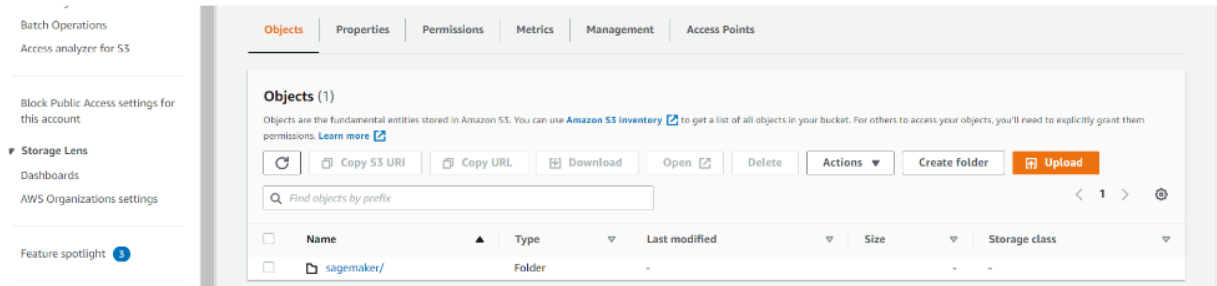 Batch Operations
Access analyzer for S3
Block Public Access settings for
this account
Storage Lens
Dashboards
AWS Organizations settings
Feature spotlight 3
Objects Properties Permissions Metrics Management Access Points
Objects (1)
Objects are the fundamental entities stored in Amazon S3. You can use Amazon S3 inventory to get a list of all objects in your bucket. For others to access your objects, you'll need to explicitly grant them
permissions. Learn more
Copy S3 URI Copy URL Download Open Delete Actions Create folder Upload
Find objects by prefix
< 1 >
Name Type Last modified Size Storage class
sagemaker/ Folder - - -